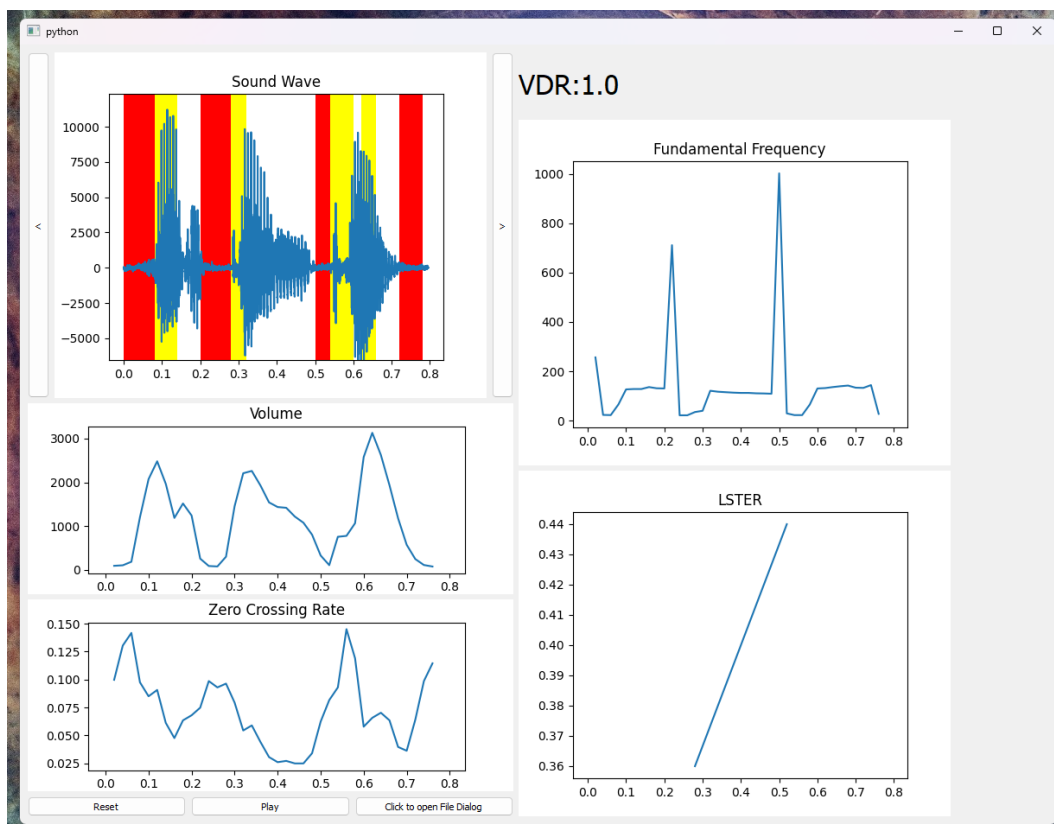 python
Sound Wave
10000
7500
5000
2500
0
−2500
−5000
0.0 0.1 0.2 0.3 0.4 0.5 0.6 0.7 0.8
<
>
Volume
3000
2000
1000
0
0.0 0.1 0.2 0.3 0.4 0.5 0.6 0.7 0.8
Zero Crossing Rate
0.150
0.125
0.100
0.075
0.050
0.025
0.0 0.1 0.2 0.3 0.4 0.5 0.6 0.7 0.8
Reset Play Click to open File Dialog
VDR:1.0
Fundamental Frequency
1000
800
600
400
200
0
0.0 0.1 0.2 0.3 0.4 0.5 0.6 0.7 0.8
LSTER
0.44
0.43
0.42
0.41
0.40
0.39
0.38
0.37
0.36
0.0 0.1 0.2 0.3 0.4 0.5 0.6 0.7 0.8